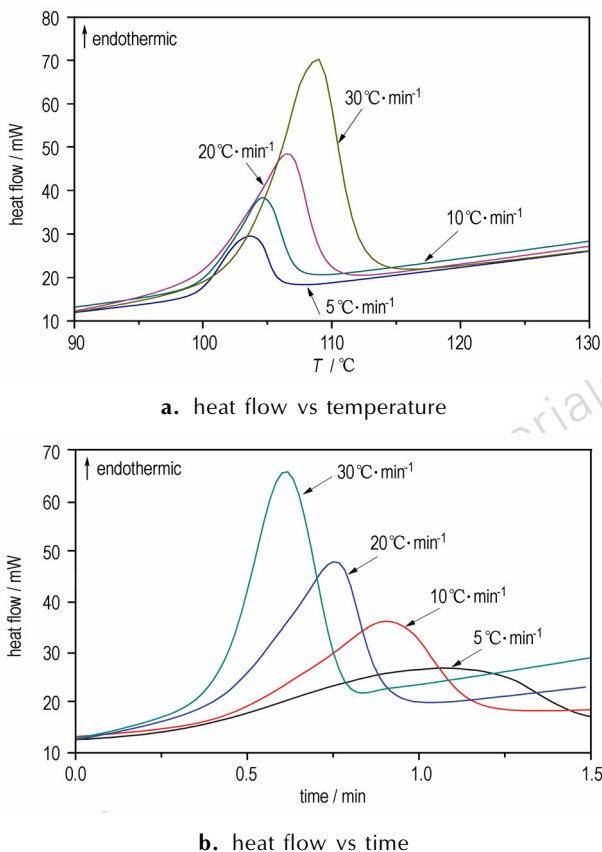 80
70
60
50
40
30
20
10
heat flow / mW
↑ endothermic
30℃·min⁻¹
20℃·min⁻¹
10℃·min⁻¹
5℃·min⁻¹
90 100 110 120 130
T / ℃
a. heat flow vs temperature
70
60
50
40
30
20
10
heat flow / mW
↑ endothermic
30℃·min⁻¹
20℃·min⁻¹
10℃·min⁻¹
5℃·min⁻¹
0.0 0.5 1.0 1.5
time / min
b. heat flow vs time